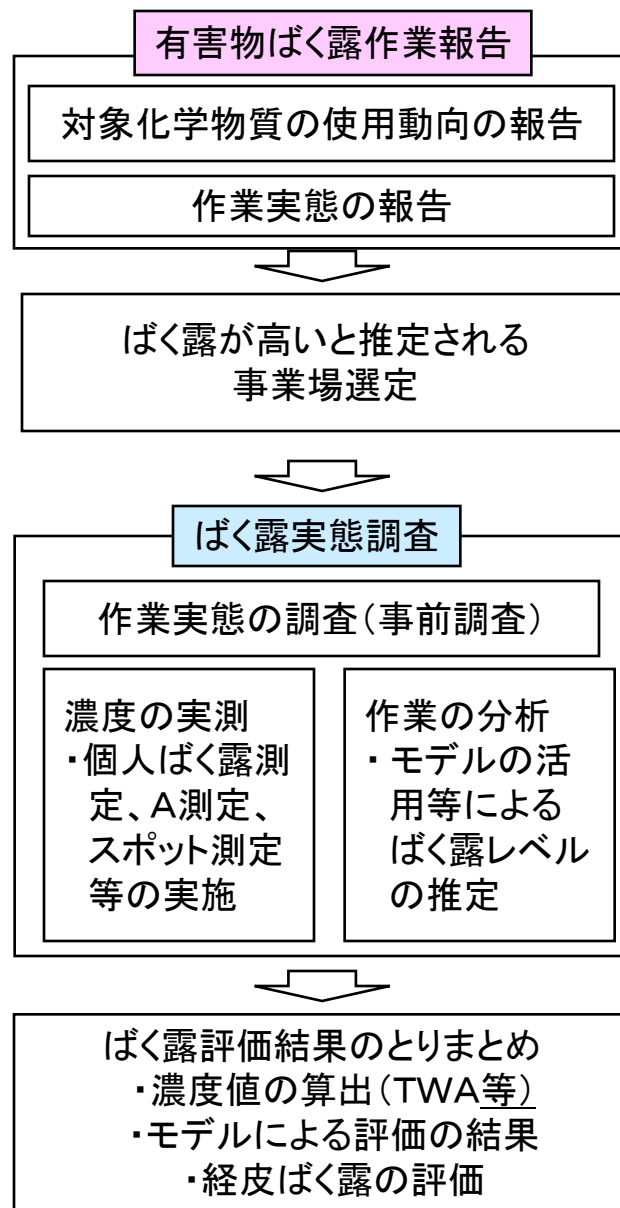 有害物ばく露作業報告
対象化学物質の使用動向の報告
作業実態の報告
ばく露が高いと推定される
事業場選定
ばく露実態調査
作業実態の調査（事前調査）
濃度の実測
・個人ばく露測
定、A測定、
スポット測定
等の実施
作業の分析
・モデルの活
用等による
ばく露レベル
の推定
ばく露評価結果のとりまとめ
・濃度値の算出（TWA等）
・モデルによる評価の結果
・経皮ばく露の評価